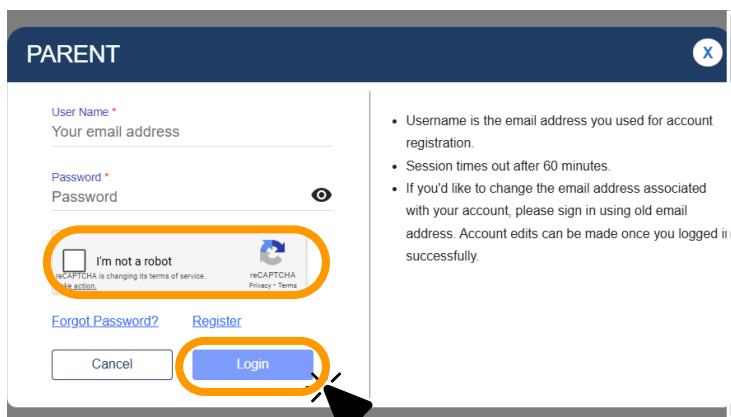 PARENT
X
User Name *
Your email address
Password *
Password
I'm not a robot
reCAPTCHA is changing its terms of service.
Take action.
reCAPTCHA
Privacy • Terms
Forgot Password?
Register
Cancel
Login
• Username is the email address you used for account
registration.
• Session times out after 60 minutes.
• If you'd like to change the email address associated
with your account, please sign in using old email
address. Account edits can be made once you logged in
successfully.